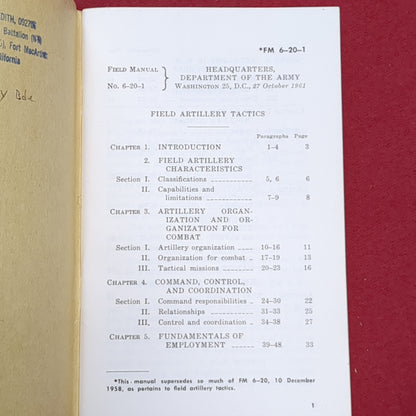 EDITH,
Battalion
Fort MacArthur
California
Bde
*FM 6–20–1
FIELD MANUAL
No. 6–20–1
HEADQUARTERS,
DEPARTMENT OF THE ARMY
WASHINGTON 25, D.C., 27 October 1961
FIELD ARTILLERY TACTICS
Paragraphs Page
CHAPTER 1. INTRODUCTION 1–4 3
2. FIELD ARTILLERY
CHARACTERISTICS
Section I. Classifications 5, 6 6
II. Capabilities and
limitations 7–9 8
CHAPTER 3. ARTILLERY ORGAN-
IZATION AND OR-
GANIZATION FOR
COMBAT
Section I. Artillery organization 10–16 11
II. Organization for combat 17–19 13
III. Tactical missions 20–23 16
CHAPTER 4. COMMAND, CONTROL,
AND COORDINATION
Section I. Command responsibilities 24–30 22
II. Relationships 31–33 25
III. Control and coordination 34–38 27
CHAPTER 5. FUNDAMENTALS OF
EMPLOYMENT 39–48 33
*This manual supersedes so much of FM 6–20, 10 December
1958, as pertains to field artillery tactics.
1